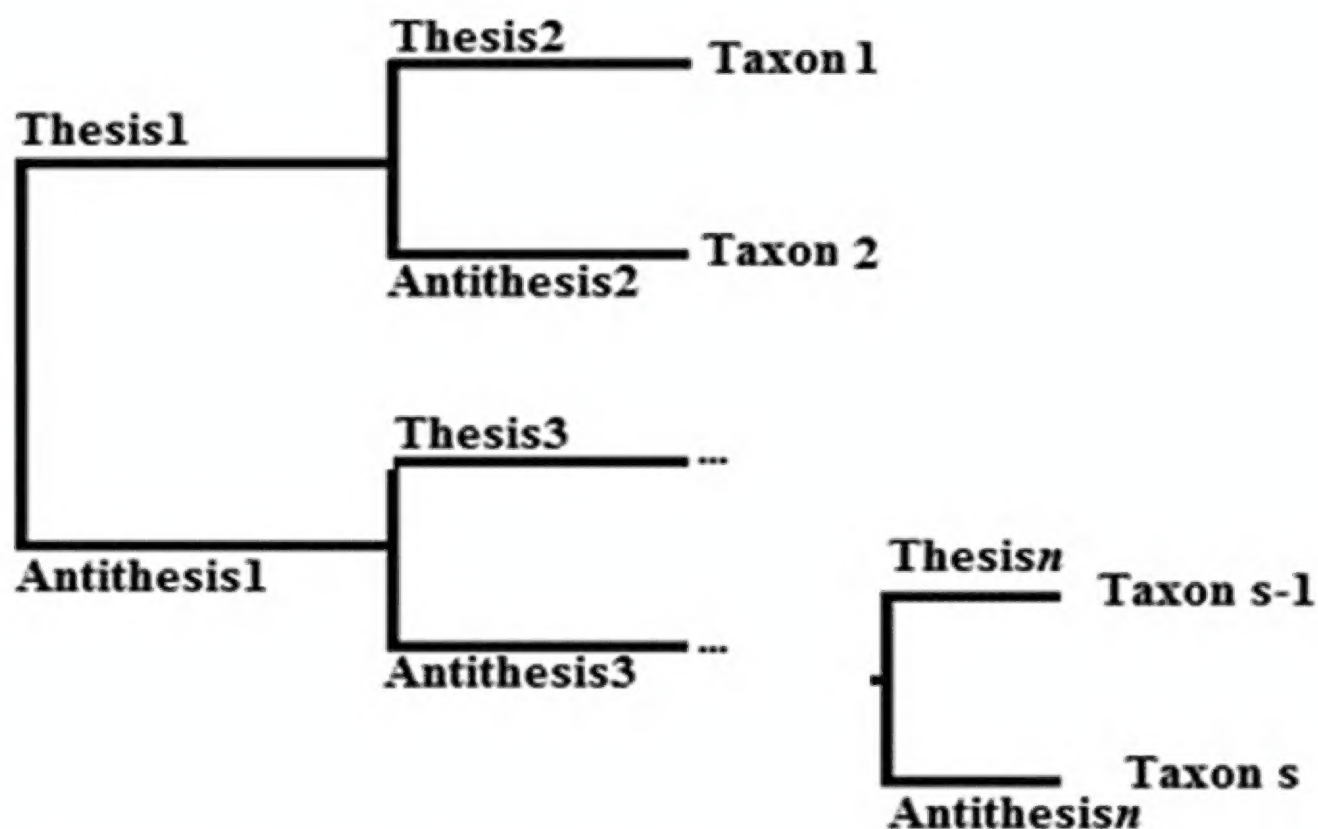 Thesis2
Taxon 1
Thesis1
Taxon 2
Antithesis2
Thesis3
...
Antithesis1
Thesisn
Taxon s-1
...
Antithesis3
Taxon s
Antithesisn